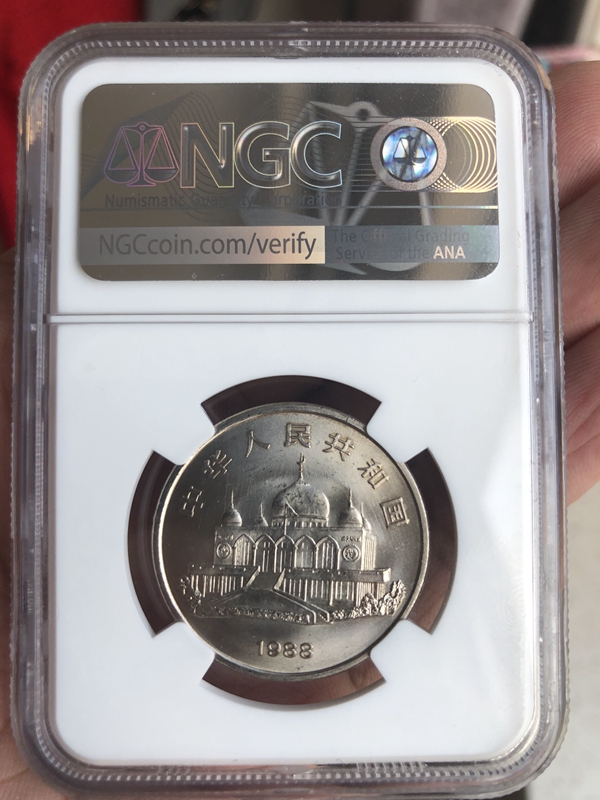 NGC
Numismatic Guaranty Corporation
NGCcoin.com/verify
The Official Grading
Service of the ANA
中华人民共和国
1988